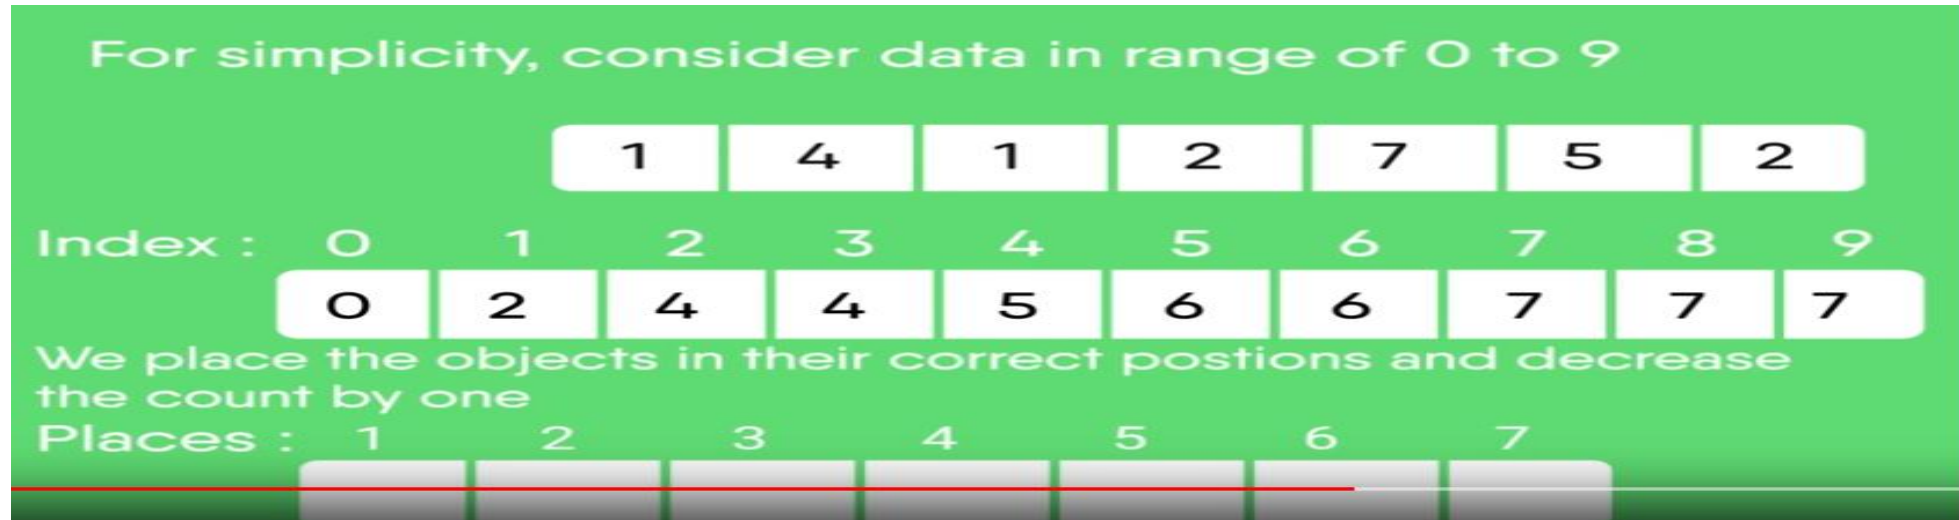 For simplicity, consider data in range of 0 to 9
1 4 1 2 7 5 2
Index : 0 1 2 3 4 5 6 7 8 9
0 2 4 4 5 6 6 7 7 7
We place the objects in their correct postions and decrease
the count by one
Places : 1 2 3 4 5 6 7